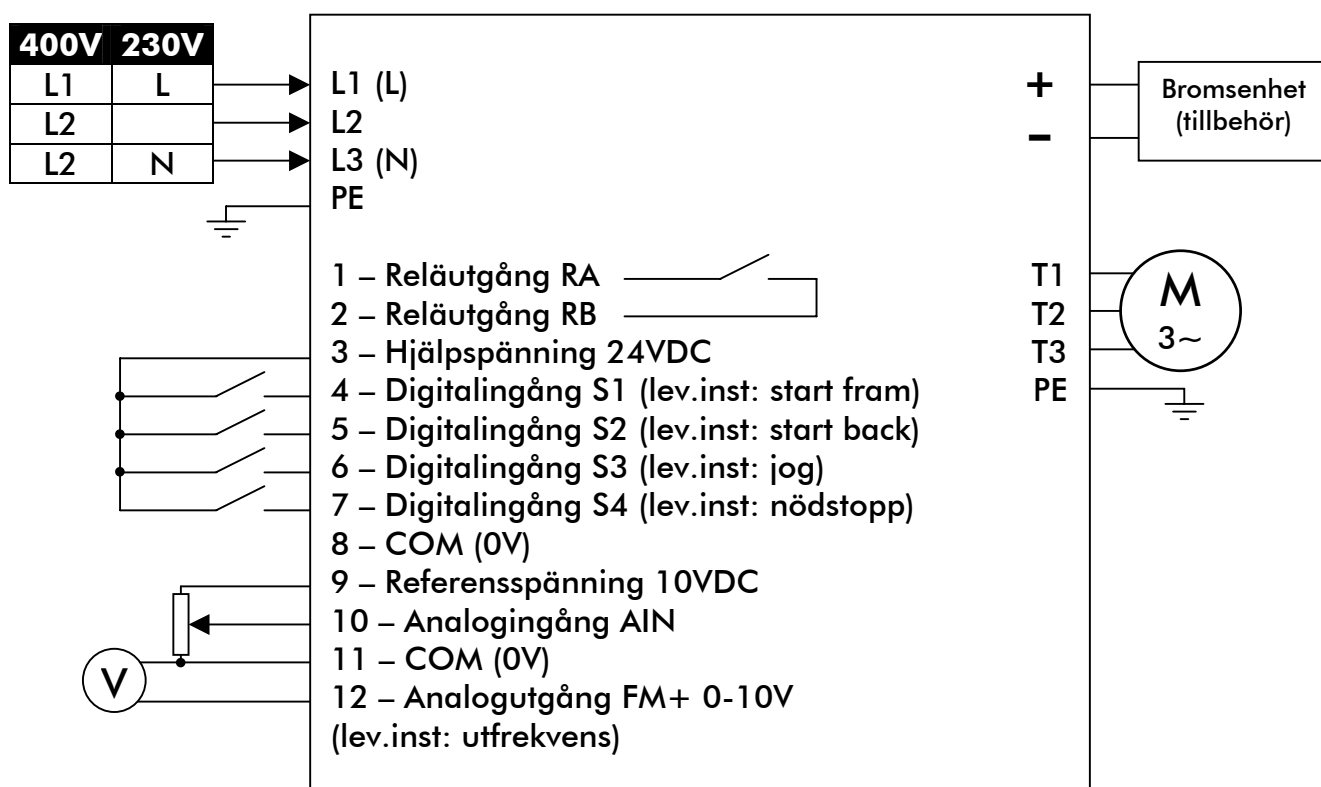 400V 230V
L1 L
L2
L2 N
L1 (L)
L2
L3 (N)
PE
1 – Reläutgång RA
2 – Reläutgång RB
3 – Hjälpspänning 24VDC
4 – Digitalingång S1 (lev.inst: start fram)
5 – Digitalingång S2 (lev.inst: start back)
6 – Digitalingång S3 (lev.inst: jog)
7 – Digitalingång S4 (lev.inst: nödstopp)
8 – COM (0V)
9 – Referensspänning 10VDC
10 – Analogingång AIN
11 – COM (0V)
12 – Analogutgång FM+ 0-10V
(lev.inst: utfrekvens)
V
+
–
Bromsenhet
(tillbehör)
T1
T2
T3
PE
M
3~